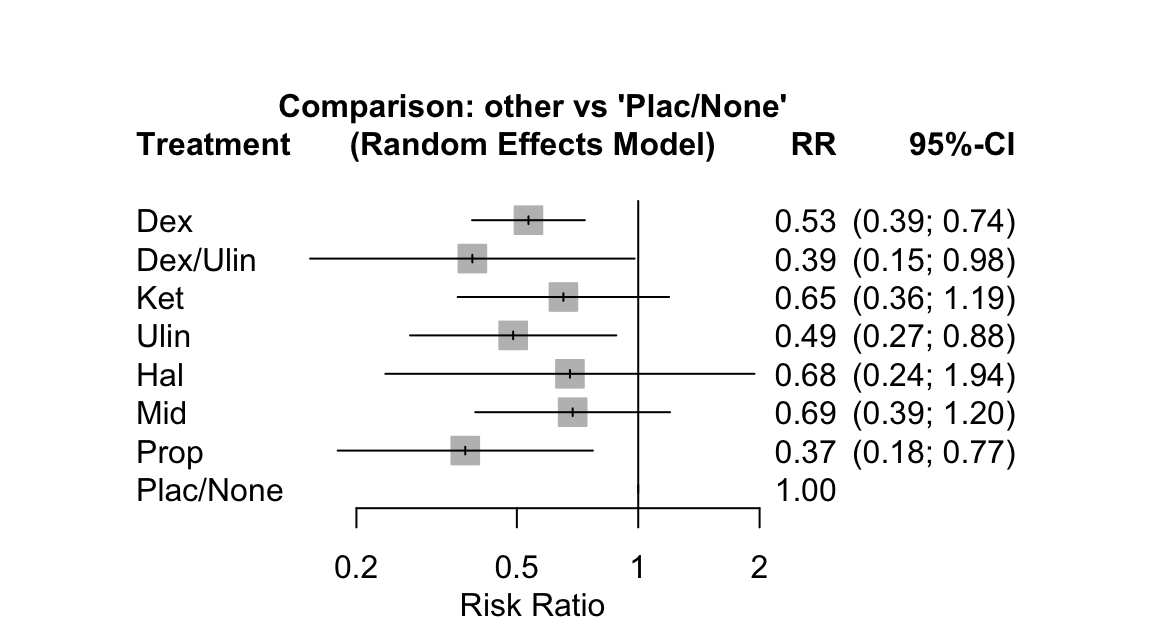 Comparison: other vs 'Plac/None'
Treatment (Random Effects Model) RR 95%-CI
Dex 0.53 (0.39; 0.74)
Dex/Ulin 0.39 (0.15; 0.98)
Ket 0.65 (0.36; 1.19)
Ulin 0.49 (0.27; 0.88)
Hal 0.68 (0.24; 1.94)
Mid 0.69 (0.39; 1.20)
Prop 0.37 (0.18; 0.77)
Plac/None 1.00
0.2 0.5 1 2
Risk Ratio